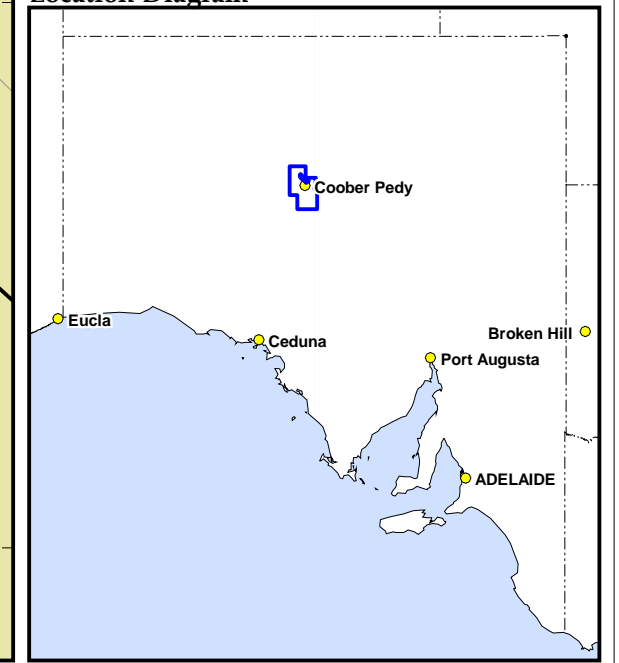 Location Diagram
Coober Pedy
Eucla
Ceduna
Broken Hill
Port Augusta
ADELAIDE